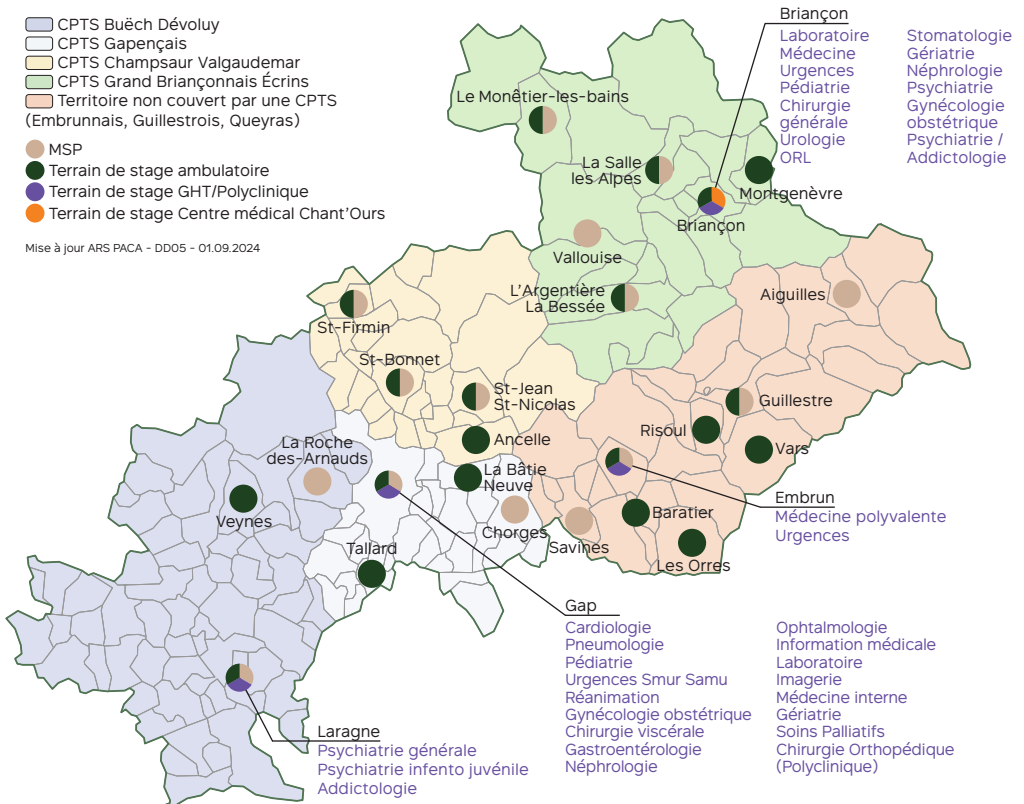 CPTS Buëch Dévoluy
CPTS Gapençais
CPTS Champsaur Valgaudemar
CPTS Grand Briançonnais Écrins
Territoire non couvert par une CPTS
(Embrunnais, Guillestrois, Queyras)
MSP
Terrain de stage ambulatoire
Terrain de stage GHT/Polyclinique
Terrain de stage Centre médical Chant'Ours
Mise à jour ARS PACA - DD05 - 01.09.2024
Briançon
Laboratoire
Médecine
Urgences
Pédiatrie
Chirurgie
générale
Urologie
ORL
Stomatologie
Gériatrie
Néphrologie
Psychiatrie
Gynécologie
obstétrique
Psychiatrie /
Addictologie
Le Monêtier-les-bains
La Salle
les Alpes
Montgenèvre
Briançon
Vallouise
L'Argentière
La Bessée
Aiguilles
St-Firmin
St-Bonnet
St-Jean
St-Nicolas
Ancelle
Guillestre
Risoul
Vars
La Roche
des-Arnauds
La Bâtie
Neuve
Veynes
Chorges
Savines
Baratier
Les Orres
Tallard
Embrun
Médecine polyvalente
Urgences
Gap
Cardiologie
Pneumologie
Pédiatrie
Urgences Smur Samu
Réanimation
Gynécologie obstétrique
Chirurgie viscérale
Gastroentérologie
Néphrologie
Ophtalmologie
Information médicale
Laboratoire
Imagerie
Médecine interne
Gériatrie
Soins Palliatifs
Chirurgie Orthopédique
(Polyclinique)
Laragne
Psychiatrie générale
Psychiatrie infento juvénile
Addictologie